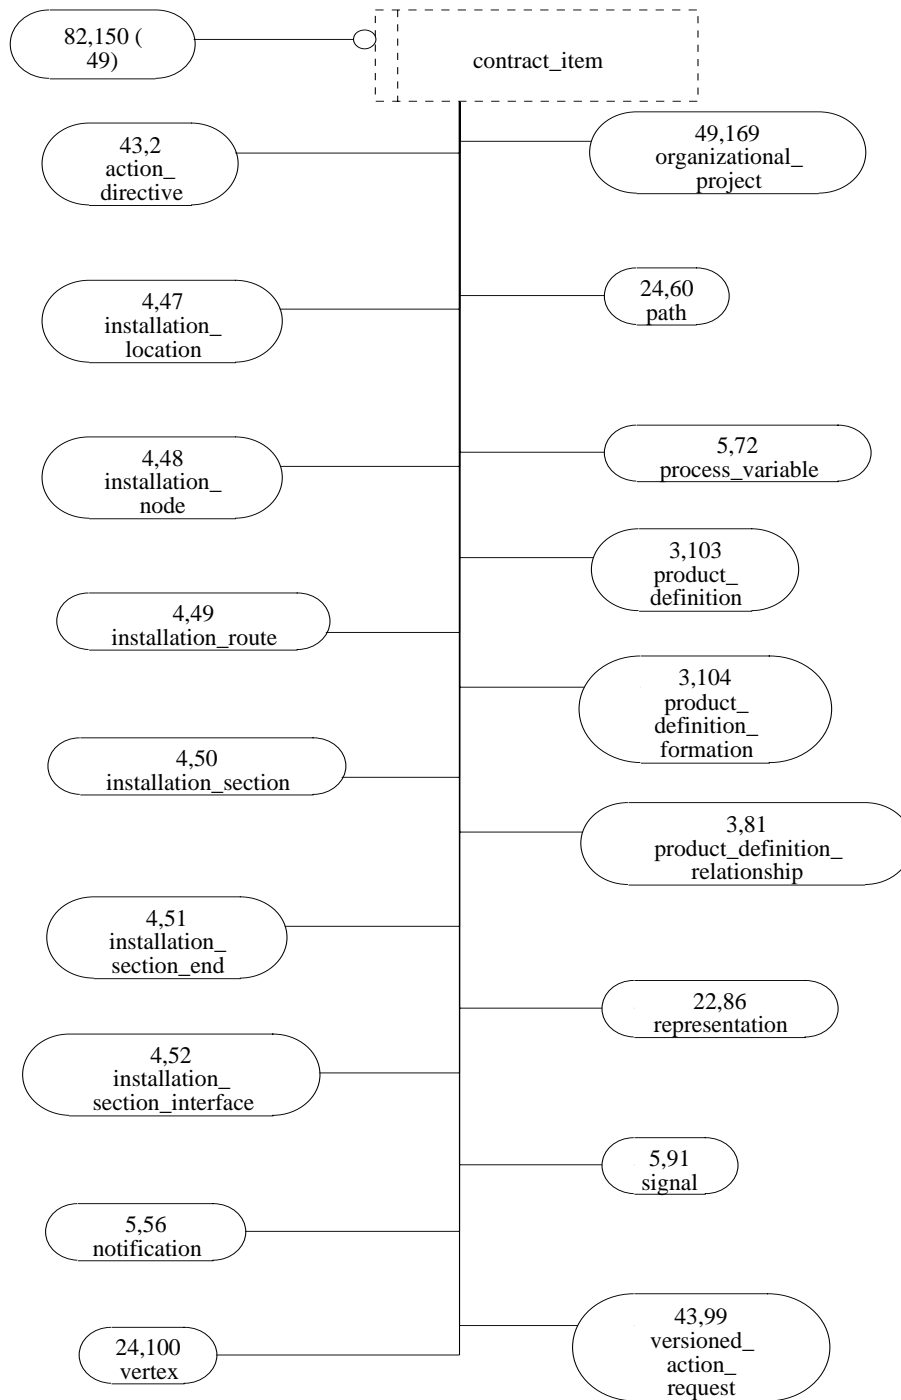 82,150 (
49)
contract_item
43,2
action_
directive
49,169
organizational_
project
4,47
installation_
location
24,60
path
4,48
installation_
node
5,72
process_variable
3,103
product_
definition
4,49
installation_route
3,104
product_
definition_
formation
4,50
installation_section
3,81
product_definition_
relationship
4,51
installation_
section_end
22,86
representation
4,52
installation_
section_interface
5,91
signal
5,56
notification
43,99
versioned_
action_
request
24,100
vertex